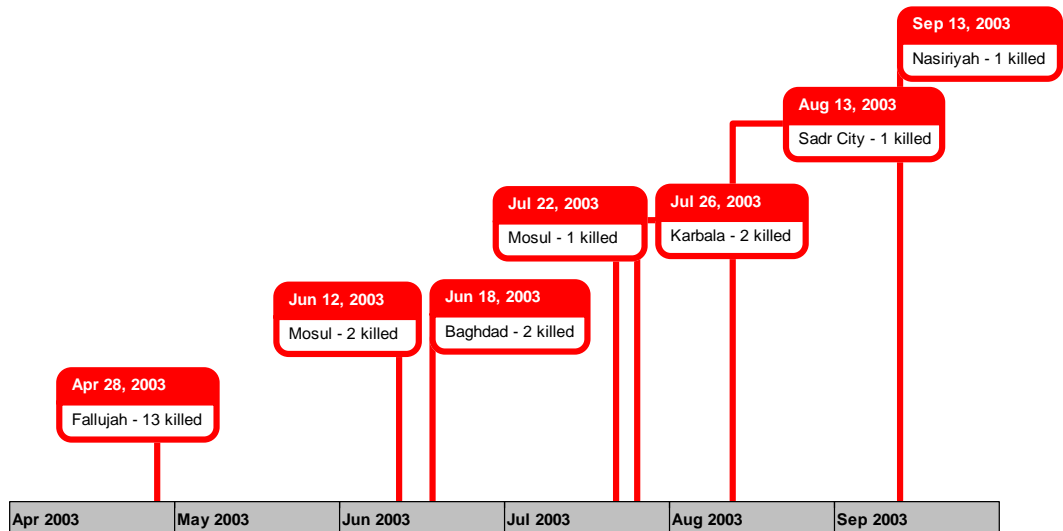 Sep 13, 2003
Nasiriyah - 1 killed
Aug 13, 2003
Sadr City - 1 killed
Jul 22, 2003
Mosul - 1 killed
Jul 26, 2003
Karbala - 2 killed
Jun 12, 2003
Mosul - 2 killed
Jun 18, 2003
Baghdad - 2 killed
Apr 28, 2003
Fallujah - 13 killed
Apr 2003
May 2003
Jun 2003
Jul 2003
Aug 2003
Sep 2003